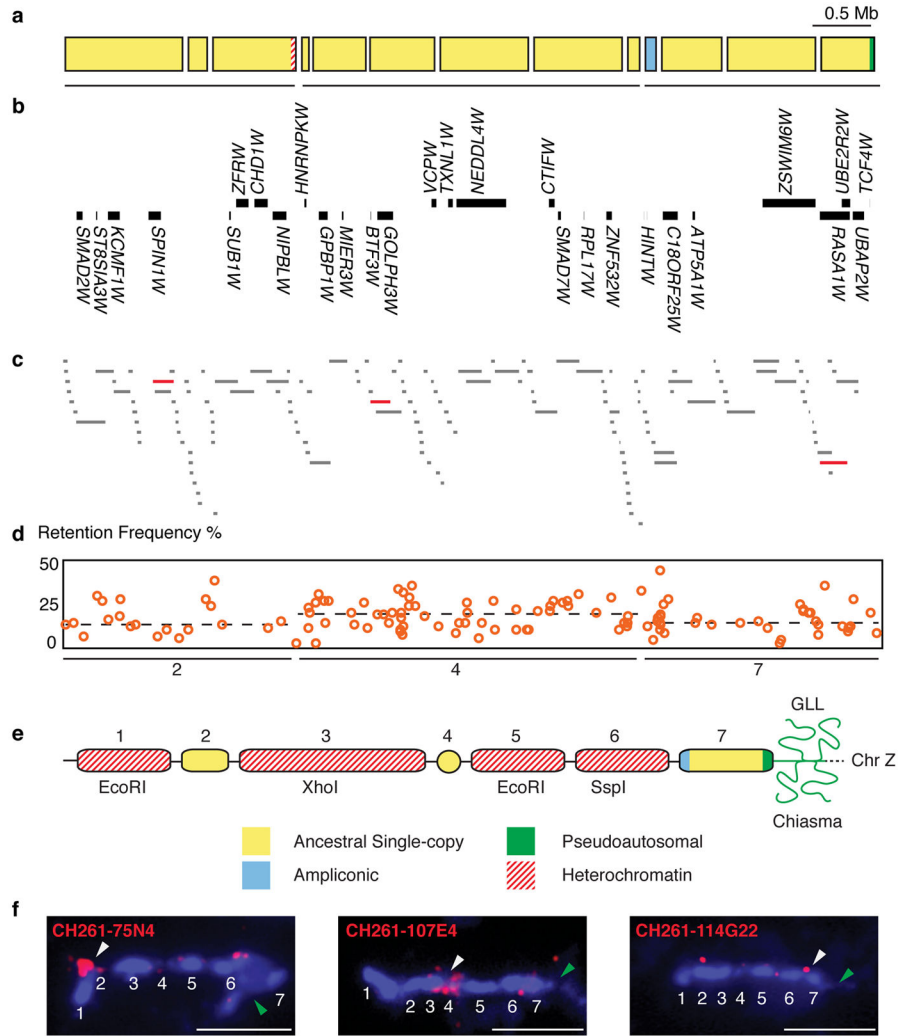 a
0.5 Mb
b
ZFRW
CHD1W
HNRNPKW
VCPW
TXNL1W
NEDDL4W
CTIFW
ZSWIM6W
UBE2R2W
TCF4W
SMAD2W
ST8SIA3W
KCMF1W
SPIN1W
SUB1W
NIPBLW
GPBP1W
MIER3W
BTF3W
GOLPH3W
SMAD7W
RPL17W
ZNF532W
HINTW
C18ORF25W
ATP5A1W
RASA1W
UBAP2W
c
d Retention Frequency %
50
25
0
2 4 7
e
1 2 3 4 5 6 7
GLL
Chr Z
EcoRI XhoI EcoRI SspI
Chiasma
Ancestral Single-copy
Pseudoautosomal
Ampliconic
Heterochromatin
f
CH261-75N4
1 2 3 4 5 6 7
CH261-107E4
1 2 3 4 5 6 7
CH261-114G22
1 2 3 4 5 6 7